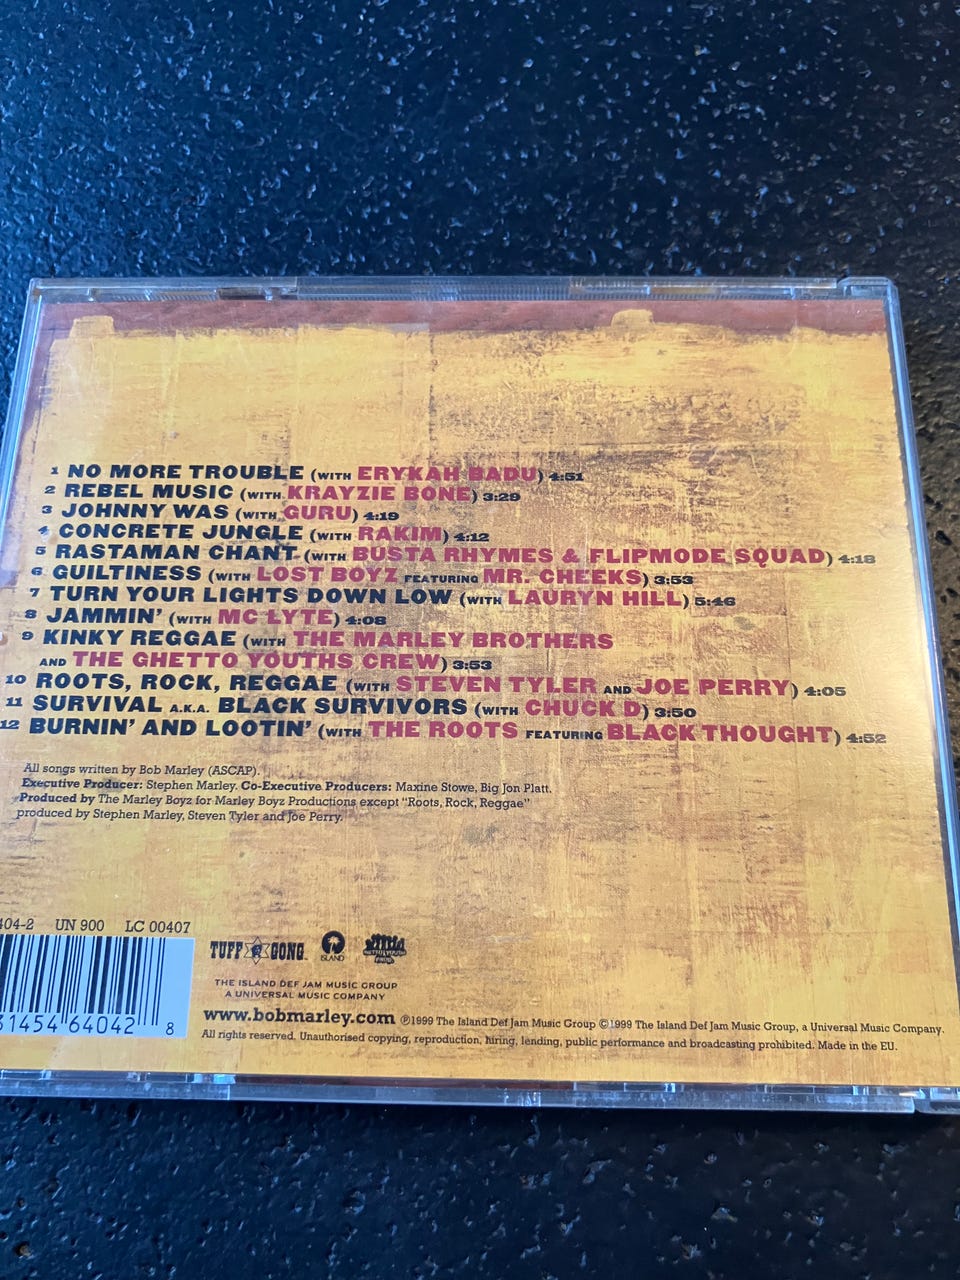 1 NO MORE TROUBLE (WITH ERYKAH BADU) 4:51
2 REBEL MUSIC (WITH KRAYZIE BONE) 3:29
3 JOHNNY WAS (WITH GURU) 4:19
4 CONCRETE JUNGLE (WITH RAKIM) 4:12
5 RASTAMAN CHANT (WITH BUSTA RHYMES & FLIPMODE SQUAD) 4:18
6 GUILTINESS (WITH LOST BOYZ FEATURING MR. CHEEKS) 3:53
7 TURN YOUR LIGHTS DOWN LOW (WITH LAURYN HILL) 5:46
8 JAMMIN' (WITH MC LYTE) 4:08
9 KINKY REGGAE (WITH THE MARLEY BROTHERS
AND THE GHETTO YOUTHS CREW) 3:53
10 ROOTS, ROCK, REGGAE (WITH STEVEN TYLER AND JOE PERRY) 4:05
11 SURVIVAL A.K.A. BLACK SURVIVORS (WITH CHUCK D) 3:50
12 BURNIN' AND LOOTIN' (WITH THE ROOTS FEATURING BLACK THOUGHT) 4:52
All songs written by Bob Marley (ASCAP).
Executive Producer: Stephen Marley. Co-Executive Producers: Maxine Stowe, Big Jon Platt.
Produced by The Marley Boyz for Marley Boyz Productions except "Roots, Rock, Reggae"
produced by Stephen Marley, Steven Tyler and Joe Perry.
404-2 UN 900 LC 00407
31454 64042 8
TUFF GONG
ISLAND
THE ISLAND DEF JAM MUSIC GROUP
A UNIVERSAL MUSIC COMPANY
www.bobmarley.com ℗1999 The Island Def Jam Music Group ©1999 The Island Def Jam Music Group, a Universal Music Company.
All rights reserved. Unauthorised copying, reproduction, hiring, lending, public performance and broadcasting prohibited. Made in the EU.